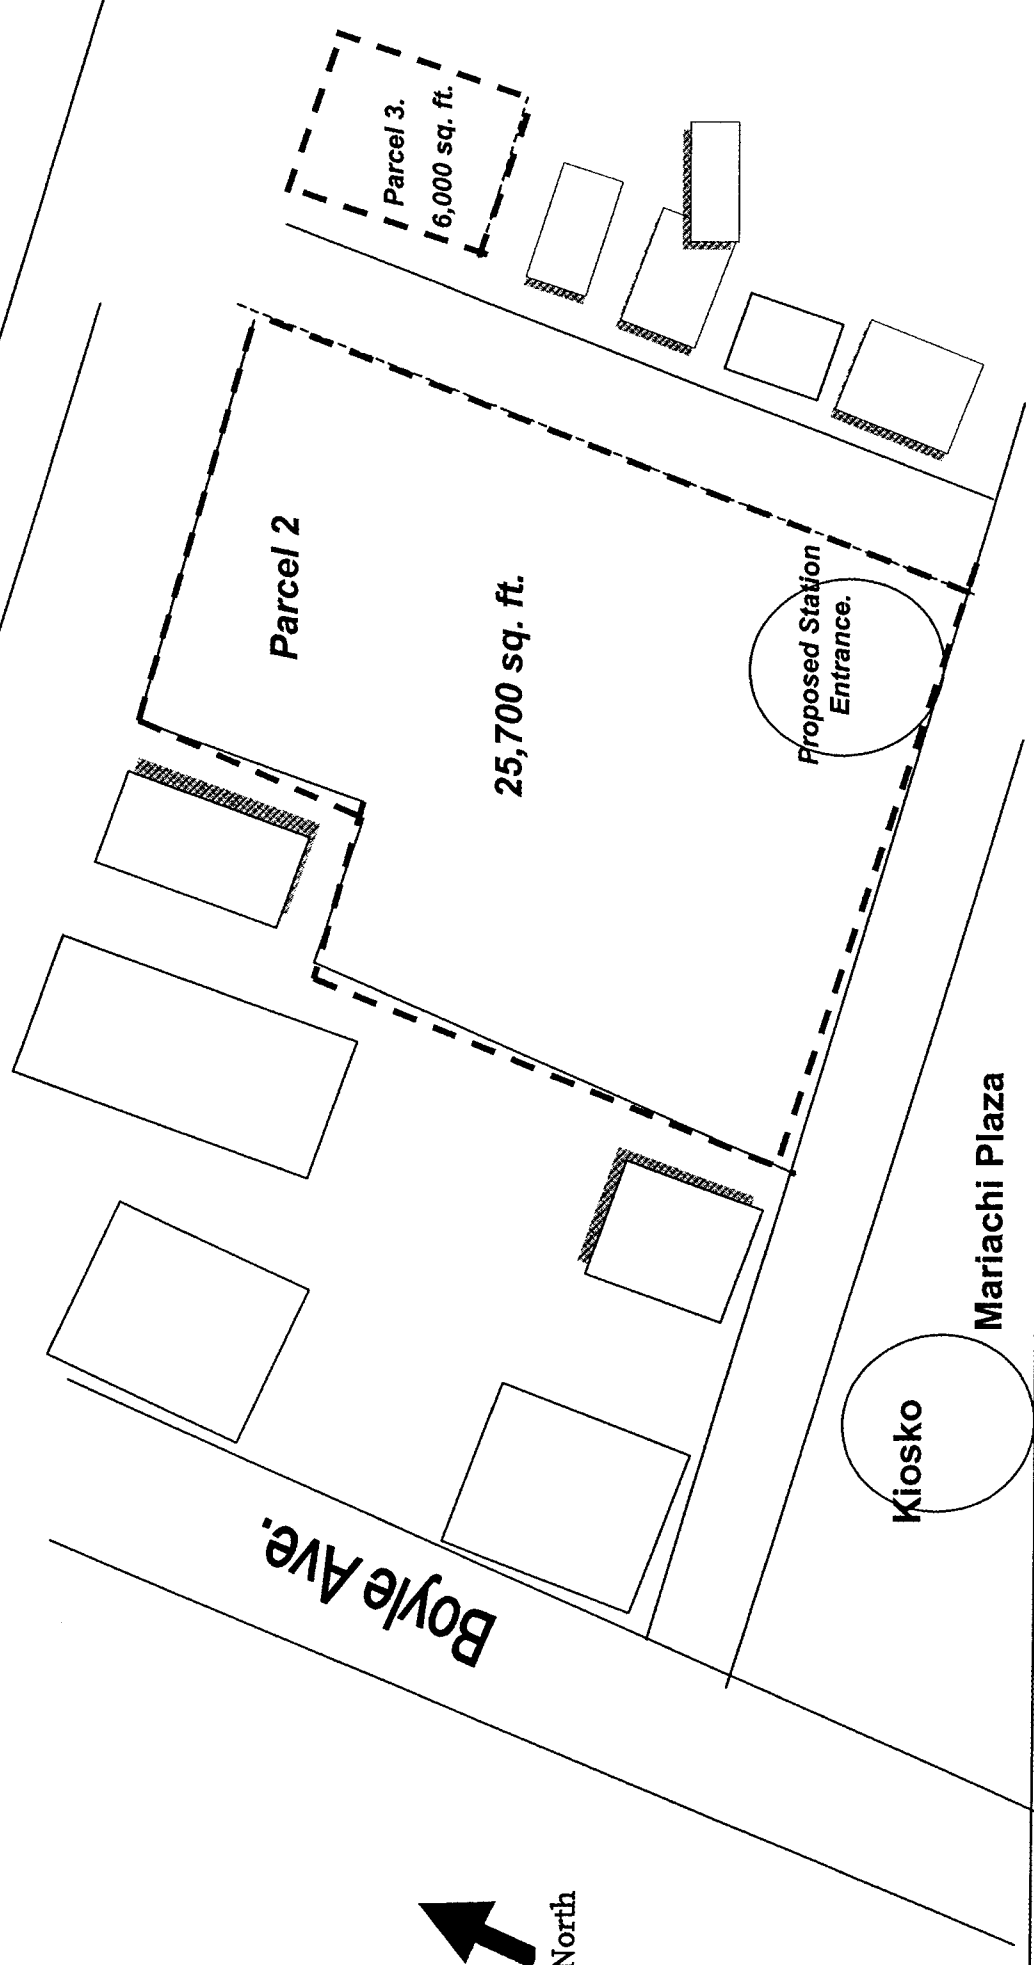 Parcel 3.
6,000 sq. ft.
Parcel 2
25,700 sq. ft.
Proposed Station
Entrance.
Mariachi Plaza
Kiosko
Boyle Ave.
North